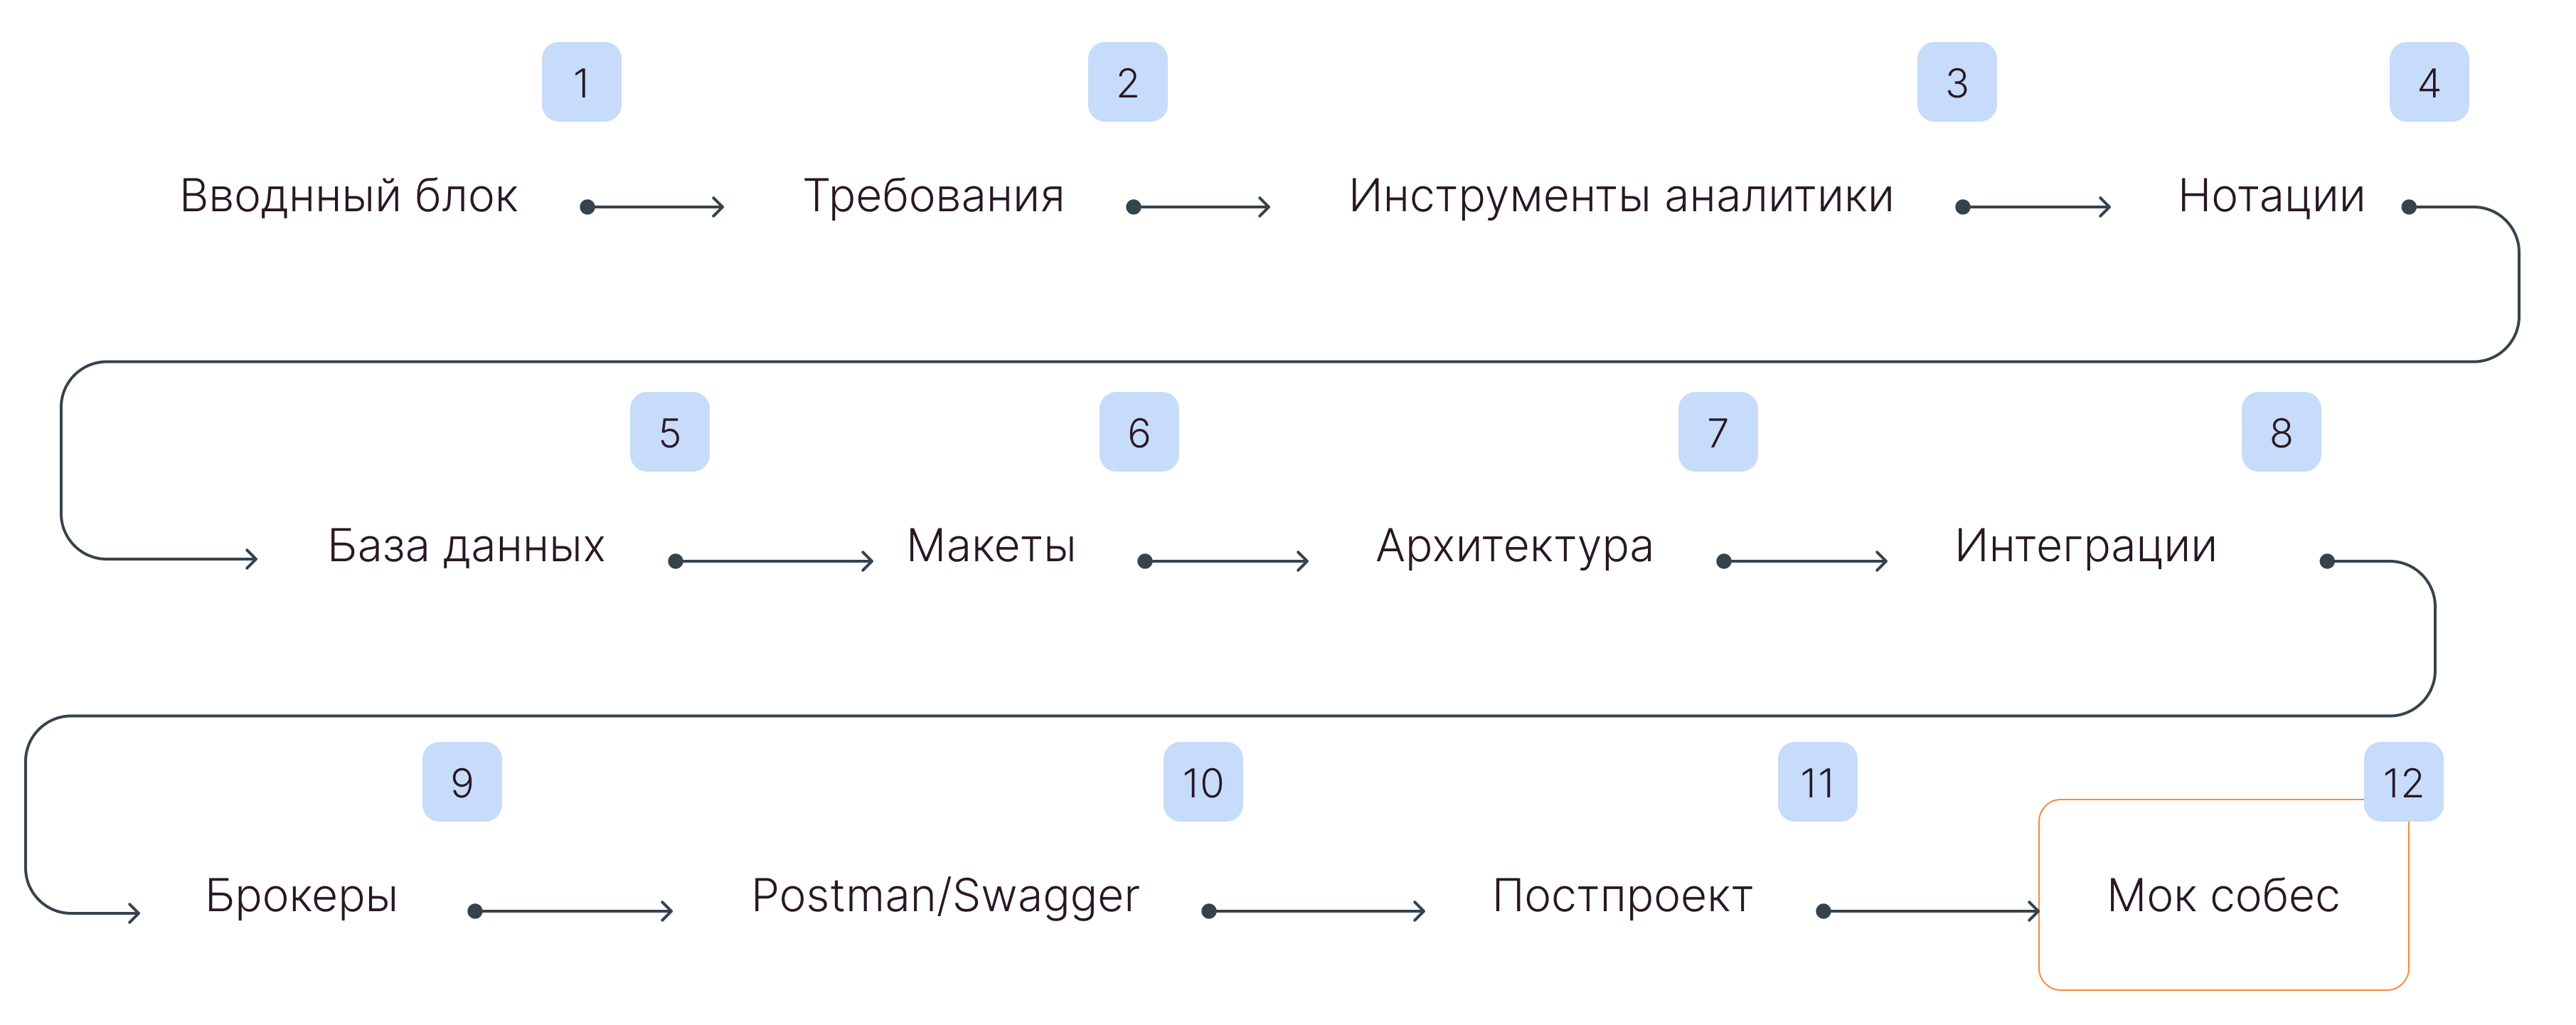 1 2 3 4
Вводнный блок Требования Инструменты аналитики Нотации
5 6 7 8
База данных Макеты Архитектура Интеграции
9 10 11 12
Брокеры Postman/Swagger Постпроект Мок собес